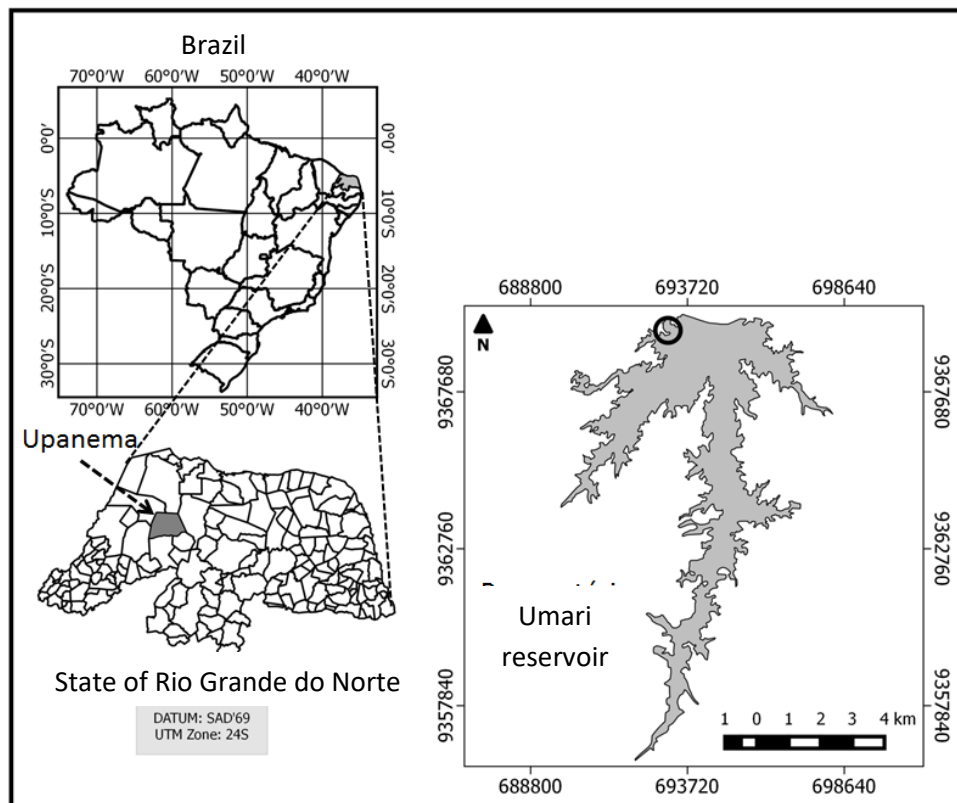 Brazil
70°0'W 60°0'W 50°0'W 40°0'W
0°0'
10°0'S
20°0'S
30°0'S
0°0'
10°0'S
20°0'S
30°0'S
70°0'W 60°0'W 50°0'W 40°0'W
Upanema
State of Rio Grande do Norte
DATUM: SAD'69
UTM Zone: 24S
688800 693720 698640
N
9367680
9362760
9357840
9367680
9362760
9357840
Umari
reservoir
1 0 1 2 3 4 km
688800 693720 698640